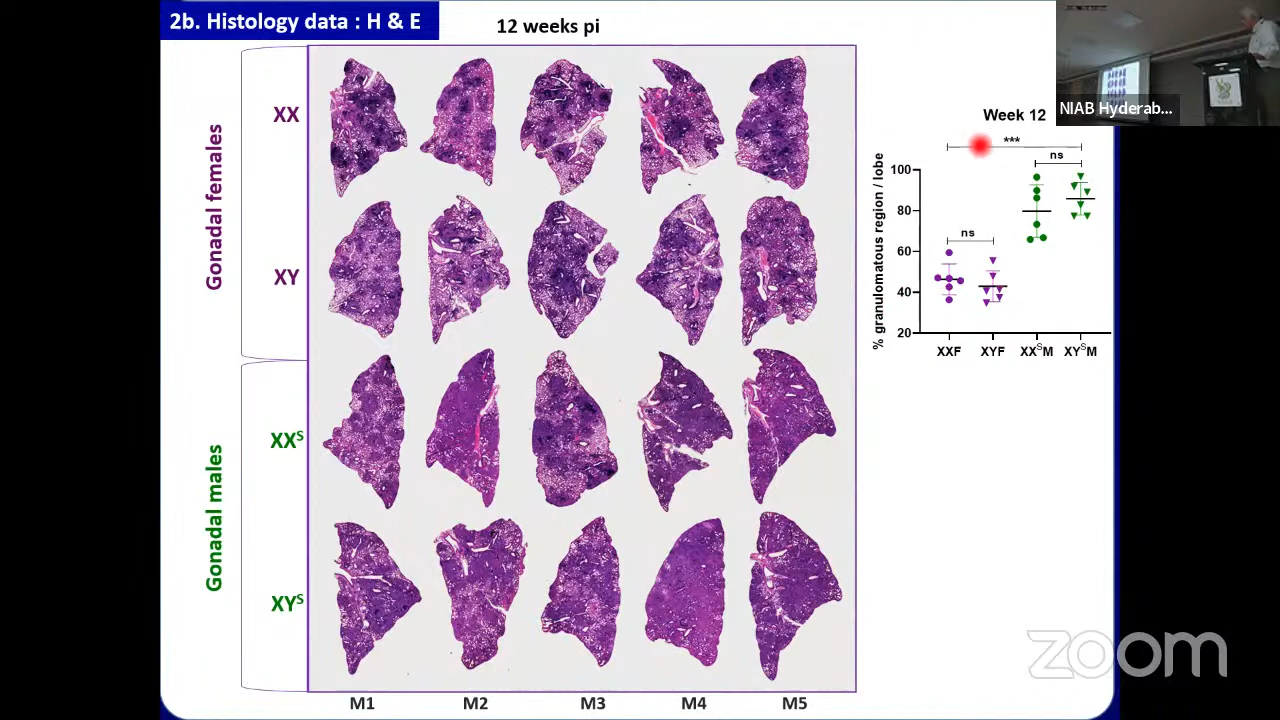 2b. Histology data : H & E
12 weeks pi
NIAB Hyderab...
Gonadal females
XX
XY
Gonadal males
XXS
XYS
M1
M2
M3
M4
M5
Week 12
***
ns
ns
% granulomatous region / lobe
100
80
60
40
20
XXF
XYF
XXSM
XYSM
zoom